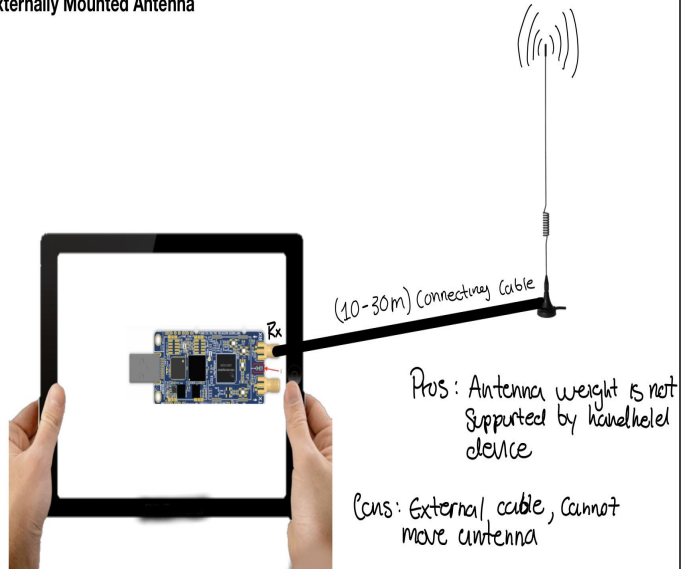 xternally Mounted Antenna
(10-30m) Connecting Cable
Rx
Pros: Antenna weight is not
supported by handheld
device
Cons: External cable, Cannot
move antenna